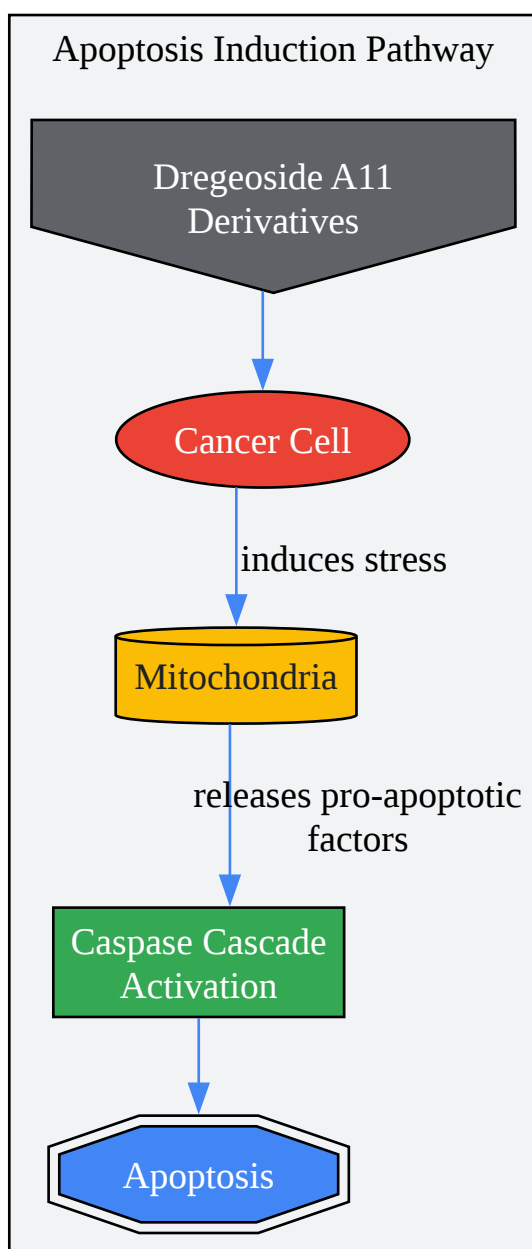 Apoptosis Induction Pathway
Dregeoside A11
Derivatives
Cancer Cell
induces stress
Mitochondria
releases pro-apoptotic
factors
Caspase Cascade
Activation
Apoptosis